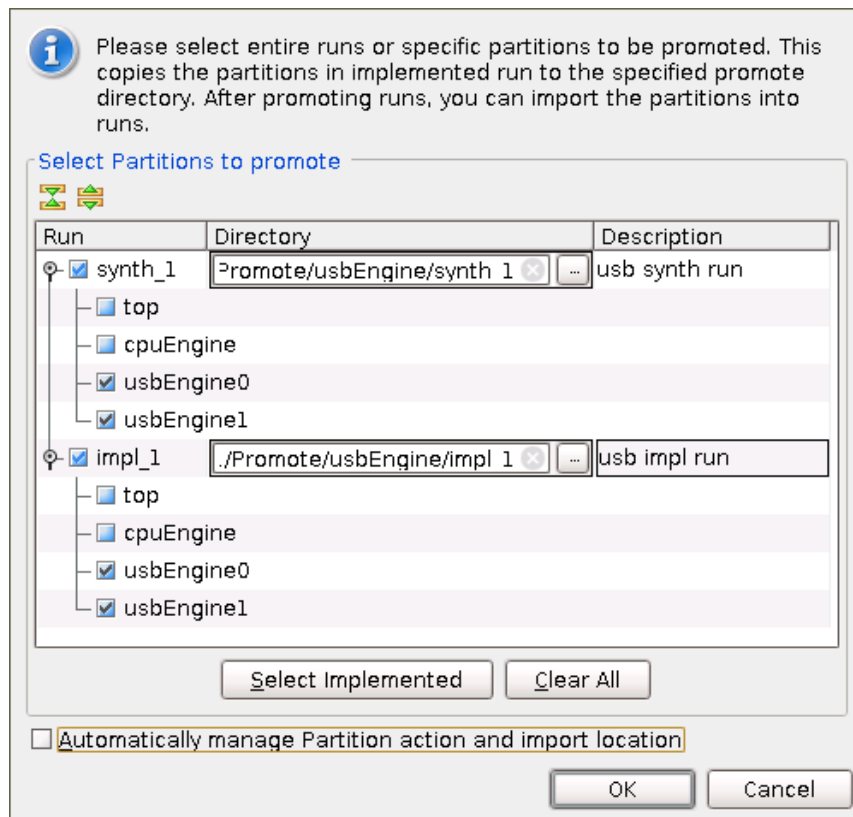 Please select entire runs or specific partitions to be promoted. This
copies the partitions in implemented run to the specified promote
directory. After promoting runs, you can import the partitions into
runs.
Select Partitions to promote
Run Directory Description
synth_1 Promote/usbEngine/synth_1 ... usb synth run
top
cpuEngine
usbEngine0
usbEngine1
impl_1 ./Promote/usbEngine/impl_1 ... usb impl run
top
cpuEngine
usbEngine0
usbEngine1
Select Implemented Clear All
Automatically manage Partition action and import location
OK Cancel